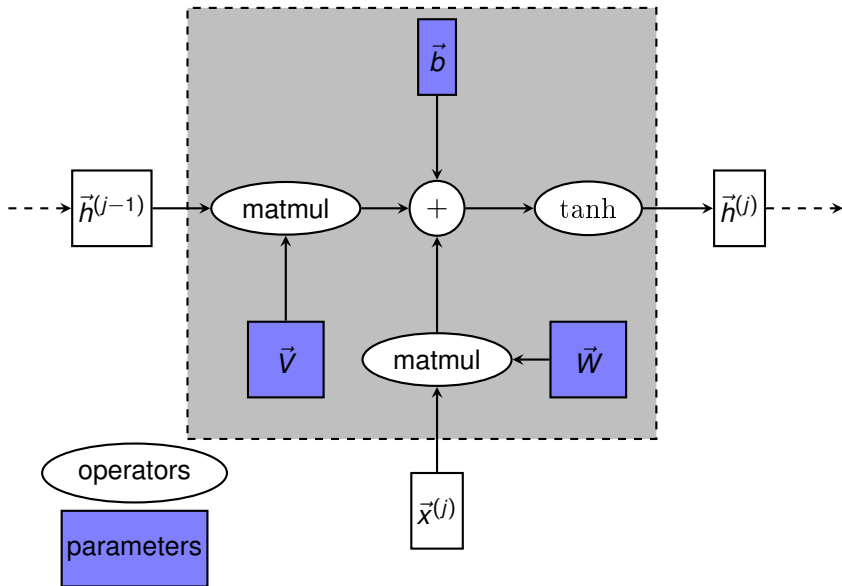 b⃗
h⃗⁽ʲ⁻¹⁾
matmul
+
tanh
h⃗⁽ʲ⁾
V⃗
matmul
W⃗
operators
x⃗⁽ʲ⁾
parameters